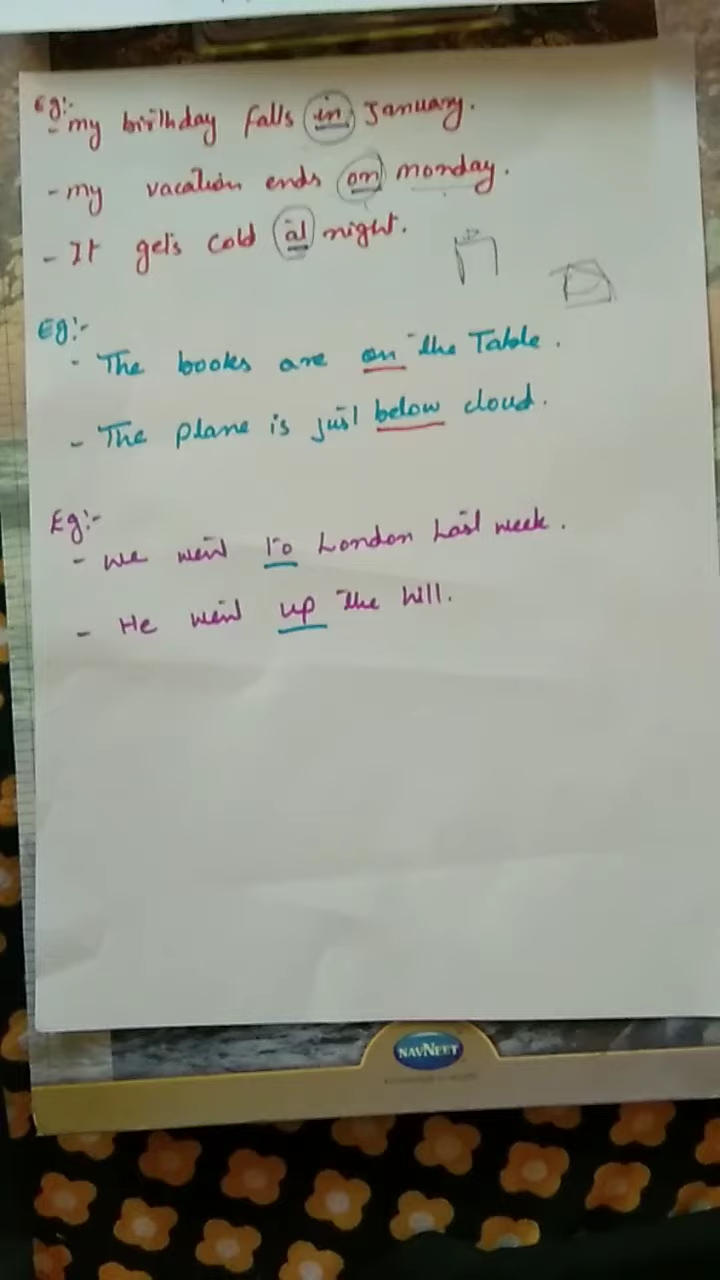 Eg:-
- my birthday falls in January.
- my vacation ends on monday.
- It gets cold at night.
Eg:-
- The books are on the Table.
- The plane is just below cloud.
Eg:-
- we went to London Last week.
- He went up the hill.
NAVNEET